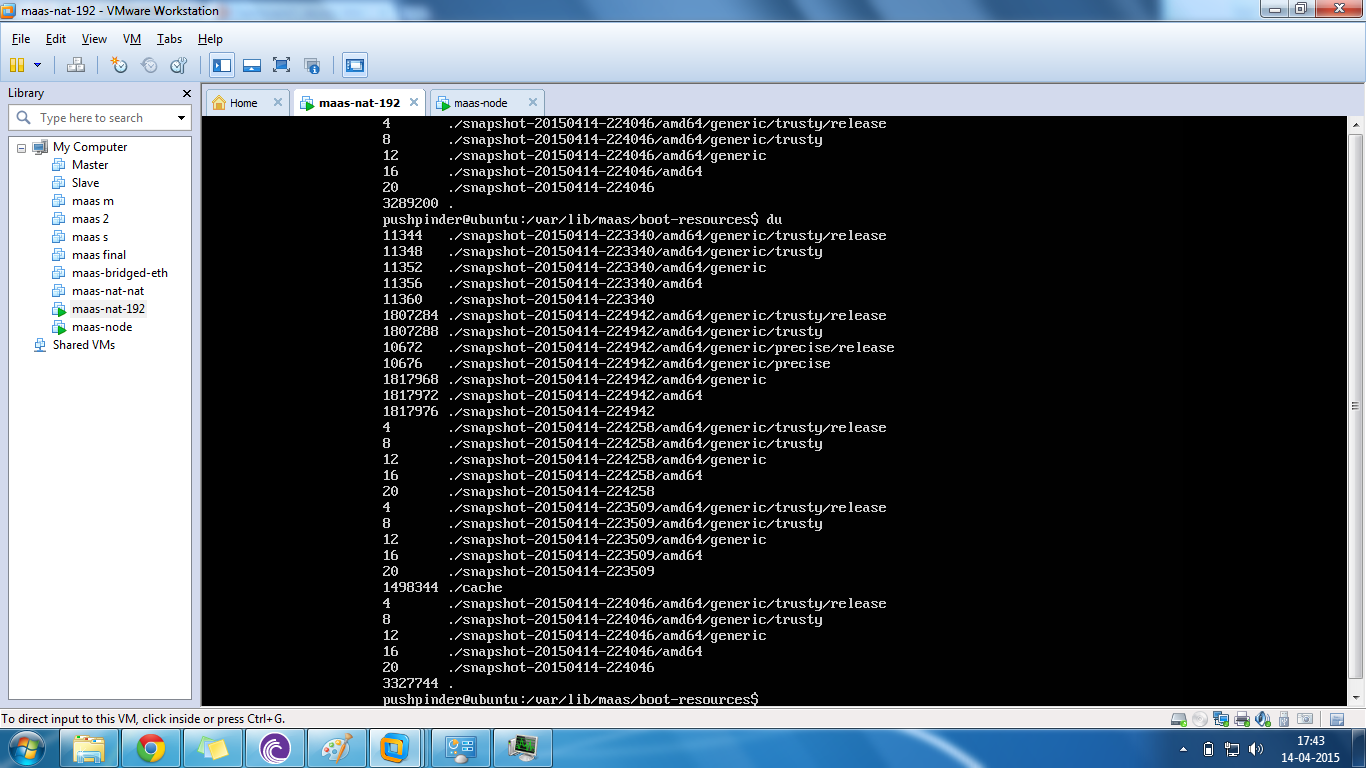 maas-nat-192 - VMware Workstation
File Edit View VM Tabs Help
Library
Type here to search
My Computer
Master
Slave
maas m
maas 2
maas s
maas final
maas-bridged-eth
maas-nat-nat
maas-nat-192
maas-node
Shared VMs
Home maas-nat-192 maas-node
4 ./snapshot-20150414-224046/amd64/generic/trusty/release
8 ./snapshot-20150414-224046/amd64/generic/trusty
12 ./snapshot-20150414-224046/amd64/generic
16 ./snapshot-20150414-224046/amd64
20 ./snapshot-20150414-224046
3289200 .
pushpinder@ubuntu:/var/lib/maas/boot-resources$ du
11344 ./snapshot-20150414-223340/amd64/generic/trusty/release
11348 ./snapshot-20150414-223340/amd64/generic/trusty
11352 ./snapshot-20150414-223340/amd64/generic
11356 ./snapshot-20150414-223340/amd64
11360 ./snapshot-20150414-223340
1807284 ./snapshot-20150414-224942/amd64/generic/trusty/release
1807288 ./snapshot-20150414-224942/amd64/generic/trusty
10672 ./snapshot-20150414-224942/amd64/generic/precise/release
10676 ./snapshot-20150414-224942/amd64/generic/precise
1817968 ./snapshot-20150414-224942/amd64/generic
1817972 ./snapshot-20150414-224942/amd64
1817976 ./snapshot-20150414-224942
4 ./snapshot-20150414-224258/amd64/generic/trusty/release
8 ./snapshot-20150414-224258/amd64/generic/trusty
12 ./snapshot-20150414-224258/amd64/generic
16 ./snapshot-20150414-224258/amd64
20 ./snapshot-20150414-224258
4 ./snapshot-20150414-223509/amd64/generic/trusty/release
8 ./snapshot-20150414-223509/amd64/generic/trusty
12 ./snapshot-20150414-223509/amd64/generic
16 ./snapshot-20150414-223509/amd64
20 ./snapshot-20150414-223509
1498344 ./cache
4 ./snapshot-20150414-224046/amd64/generic/trusty/release
8 ./snapshot-20150414-224046/amd64/generic/trusty
12 ./snapshot-20150414-224046/amd64/generic
16 ./snapshot-20150414-224046/amd64
20 ./snapshot-20150414-224046
3327744 .
pushpinder@ubuntu:/var/lib/maas/boot-resources$
To direct input to this VM, click inside or press Ctrl+G.
17:43
14-04-2015